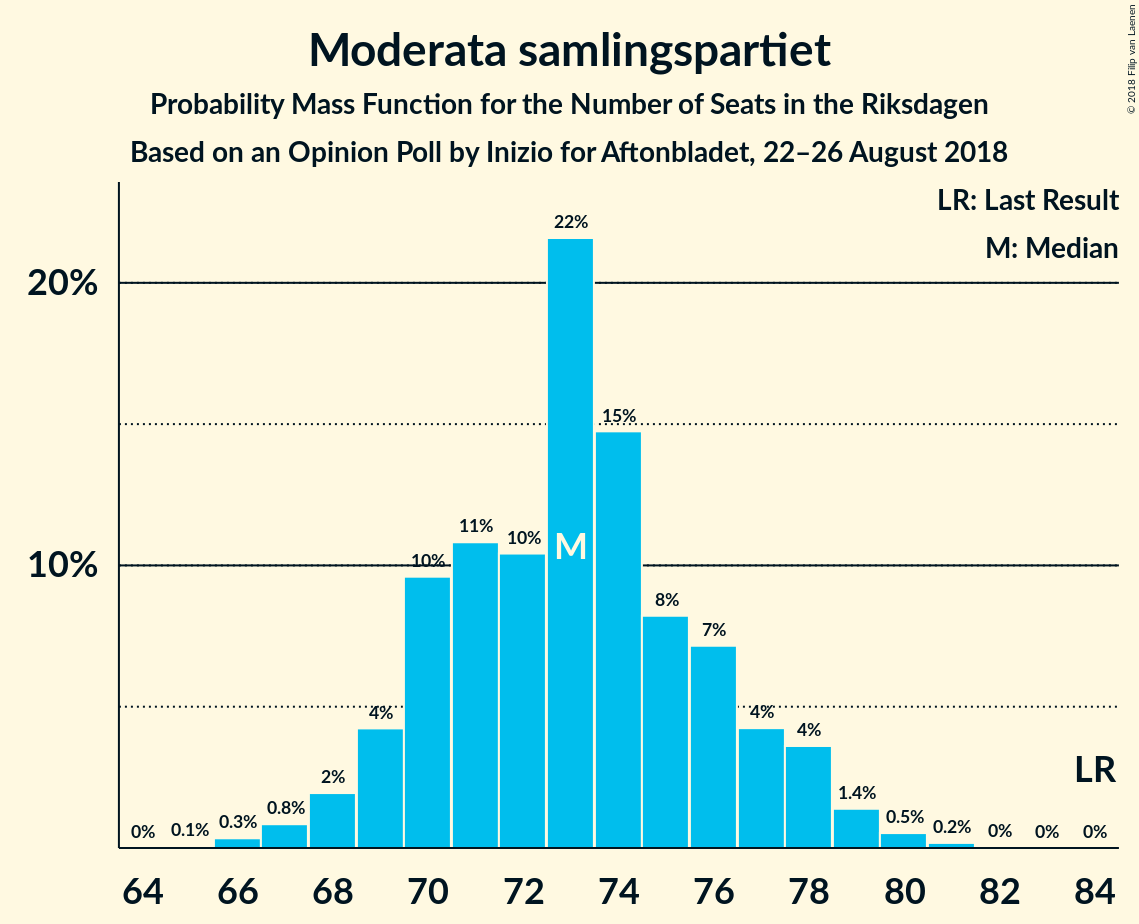 Moderata samlingspartiet
Probability Mass Function for the Number of Seats in the Riksdagen
Based on an Opinion Poll by Inizio for Aftonbladet, 22–26 August 2018
© 2018 Filip van Laenen
LR: Last Result
M: Median
20%
10%
0%
0.1%
0.3%
0.8%
2%
4%
10%
11%
10%
22%
15%
8%
7%
4%
4%
1.4%
0.5%
0.2%
0%
0%
0%
M
LR
64 66 68 70 72 74 76 78 80 82 84